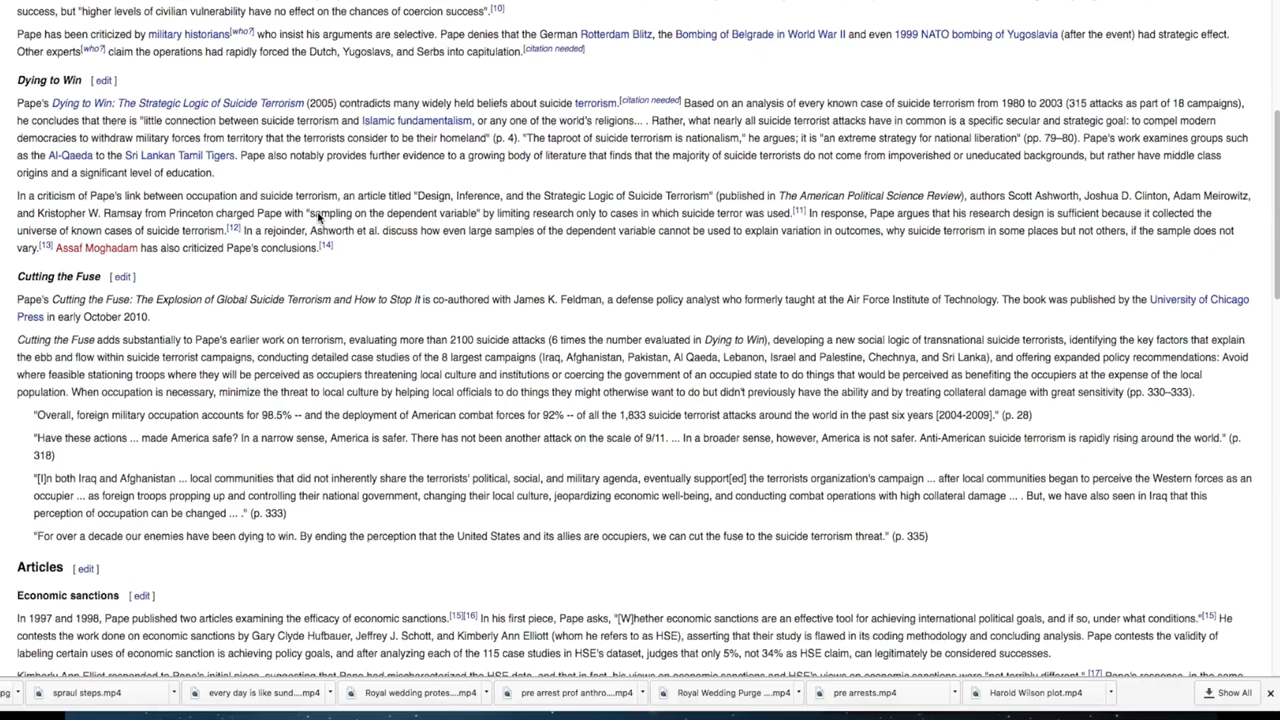 success, but "higher levels of civilian vulnerability have no effect on the chances of coercion success".[10]
Pape has been criticized by military historians[who?] who insist his arguments are selective. Pape denies that the German Rotterdam Blitz, the Bombing of Belgrade in World War II and even 1999 NATO bombing of Yugoslavia (after the event) had strategic effect.
Other experts[who?] claim the operations had rapidly forced the Dutch, Yugoslavs, and Serbs into capitulation.[citation needed]
Dying to Win [ edit ]
Pape's Dying to Win: The Strategic Logic of Suicide Terrorism (2005) contradicts many widely held beliefs about suicide terrorism.[citation needed] Based on an analysis of every known case of suicide terrorism from 1980 to 2003 (315 attacks as part of 18 campaigns),
he concludes that there is "little connection between suicide terrorism and Islamic fundamentalism, or any one of the world's religions... . Rather, what nearly all suicide terrorist attacks have in common is a specific secular and strategic goal: to compel modern
democracies to withdraw military forces from territory that the terrorists consider to be their homeland" (p. 4). "The taproot of suicide terrorism is nationalism," he argues; it is "an extreme strategy for national liberation" (pp. 79–80). Pape's work examines groups such
as the Al-Qaeda to the Sri Lankan Tamil Tigers. Pape also notably provides further evidence to a growing body of literature that finds that the majority of suicide terrorists do not come from impoverished or uneducated backgrounds, but rather have middle class
origins and a significant level of education.
In a criticism of Pape's link between occupation and suicide terrorism, an article titled "Design, Inference, and the Strategic Logic of Suicide Terrorism" (published in The American Political Science Review), authors Scott Ashworth, Joshua D. Clinton, Adam Meirowitz,
and Kristopher W. Ramsay from Princeton charged Pape with "sampling on the dependent variable" by limiting research only to cases in which suicide terror was used.[11] In response, Pape argues that his research design is sufficient because it collected the
universe of known cases of suicide terrorism.[12] In a rejoinder, Ashworth et al. discuss how even large samples of the dependent variable cannot be used to explain variation in outcomes, why suicide terrorism in some places but not others, if the sample does not
vary.[13] Assaf Moghadam has also criticized Pape's conclusions.[14]
Cutting the Fuse [ edit ]
Pape's Cutting the Fuse: The Explosion of Global Suicide Terrorism and How to Stop It is co-authored with James K. Feldman, a defense policy analyst who formerly taught at the Air Force Institute of Technology. The book was published by the University of Chicago
Press in early October 2010.
Cutting the Fuse adds substantially to Pape's earlier work on terrorism, evaluating more than 2100 suicide attacks (6 times the number evaluated in Dying to Win), developing a new social logic of transnational suicide terrorists, identifying the key factors that explain
the ebb and flow within suicide terrorist campaigns, conducting detailed case studies of the 8 largest campaigns (Iraq, Afghanistan, Pakistan, Al Qaeda, Lebanon, Israel and Palestine, Chechnya, and Sri Lanka), and offering expanded policy recommendations: Avoid
where feasible stationing troops where they will be perceived as occupiers threatening local culture and institutions or coercing the government of an occupied state to do things that would be perceived as benefiting the occupiers at the expense of the local
population. When occupation is necessary, minimize the threat to local culture by helping local officials to do things they might otherwise want to do but didn't previously have the ability and by treating collateral damage with great sensitivity (pp. 330–333).
"Overall, foreign military occupation accounts for 98.5% -- and the deployment of American combat forces for 92% -- of all the 1,833 suicide terrorist attacks around the world in the past six years [2004-2009]." (p. 28)
"Have these actions ... made America safe? In a narrow sense, America is safer. There has not been another attack on the scale of 9/11. ... In a broader sense, however, America is not safer. Anti-American suicide terrorism is rapidly rising around the world." (p.
318)
"[I]n both Iraq and Afghanistan ... local communities that did not inherently share the terrorists' political, social, and military agenda, eventually support[ed] the terrorists organization's campaign ... after local communities began to perceive the Western forces as an
occupier ... as foreign troops propping up and controlling their national government, changing their local culture, jeopardizing economic well-being, and conducting combat operations with high collateral damage ... . But, we have also seen in Iraq that this
perception of occupation can be changed ... ." (p. 333)
"For over a decade our enemies have been dying to win. By ending the perception that the United States and its allies are occupiers, we can cut the fuse to the suicide terrorism threat." (p. 335)
Articles [ edit ]
Economic sanctions [ edit ]
In 1997 and 1998, Pape published two articles examining the efficacy of economic sanctions.[15][16] In his first piece, Pape asks, "[W]hether economic sanctions are an effective tool for achieving international political goals, and if so, under what conditions."[15] He
contests the work done on economic sanctions by Gary Clyde Hufbauer, Jeffrey J. Schott, and Kimberly Ann Elliott (whom he refers to as HSE), asserting that their study is flawed in its coding methodology and concluding analysis. Pape contests the validity of
labeling certain uses of economic sanction is achieving policy goals, and after analyzing each of the 115 case studies in HSE's dataset, judges that only 5%, not 34% as HSE claim, can legitimately be considered successes.
pg spraul steps.mp4 every day is like sund....mp4 Royal wedding protes....mp4 pre arrest prof anthro....mp4 Royal Wedding Purge ....mp4 pre arrests.mp4 Harold Wilson plot.mp4 Show All